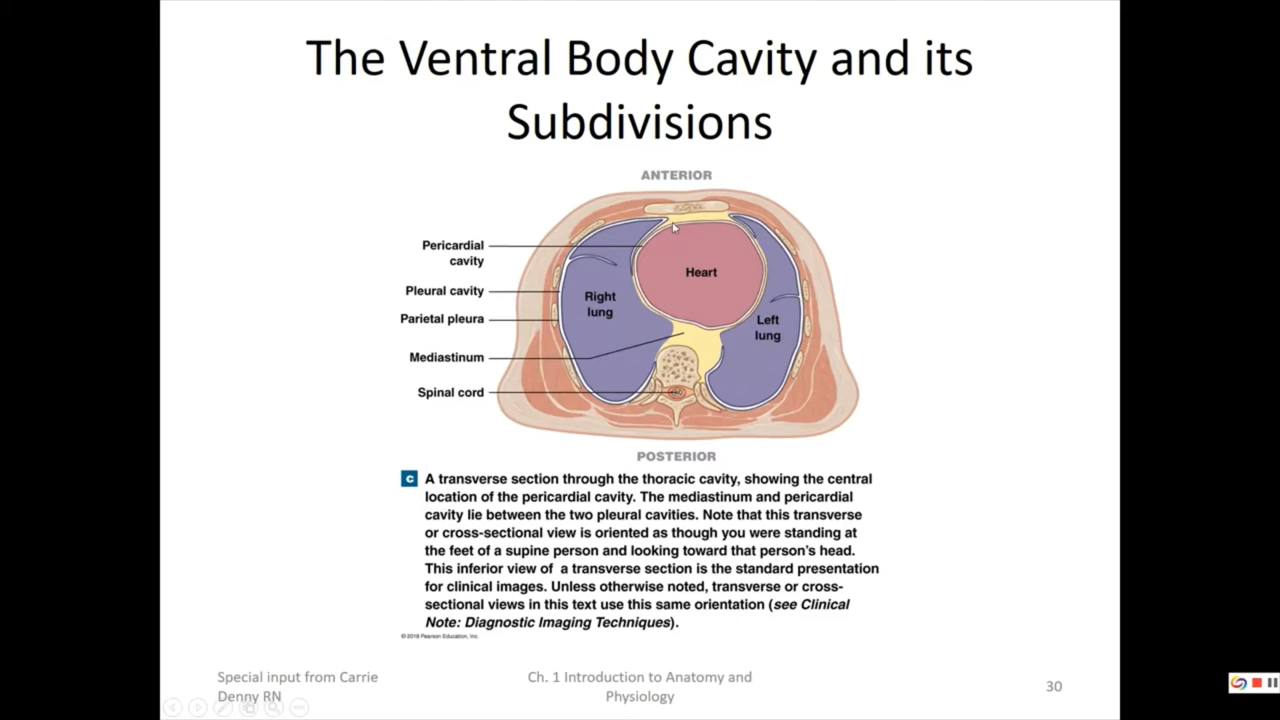 The Ventral Body Cavity and its
Subdivisions
ANTERIOR
Pericardial
cavity
Pleural cavity
Parietal pleura
Mediastinum
Spinal cord
Heart
Right
lung
Left
lung
POSTERIOR
c A transverse section through the thoracic cavity, showing the central
location of the pericardial cavity. The mediastinum and pericardial
cavity lie between the two pleural cavities. Note that this transverse
or cross-sectional view is oriented as though you were standing at
the feet of a supine person and looking toward that person's head.
This inferior view of a transverse section is the standard presentation
for clinical images. Unless otherwise noted, transverse or cross-
sectional views in this text use this same orientation (see Clinical
Note: Diagnostic Imaging Techniques).
© 2018 Pearson Education, Inc.
Special input from Carrie
Denny RN
Ch. 1 Introduction to Anatomy and
Physiology
30